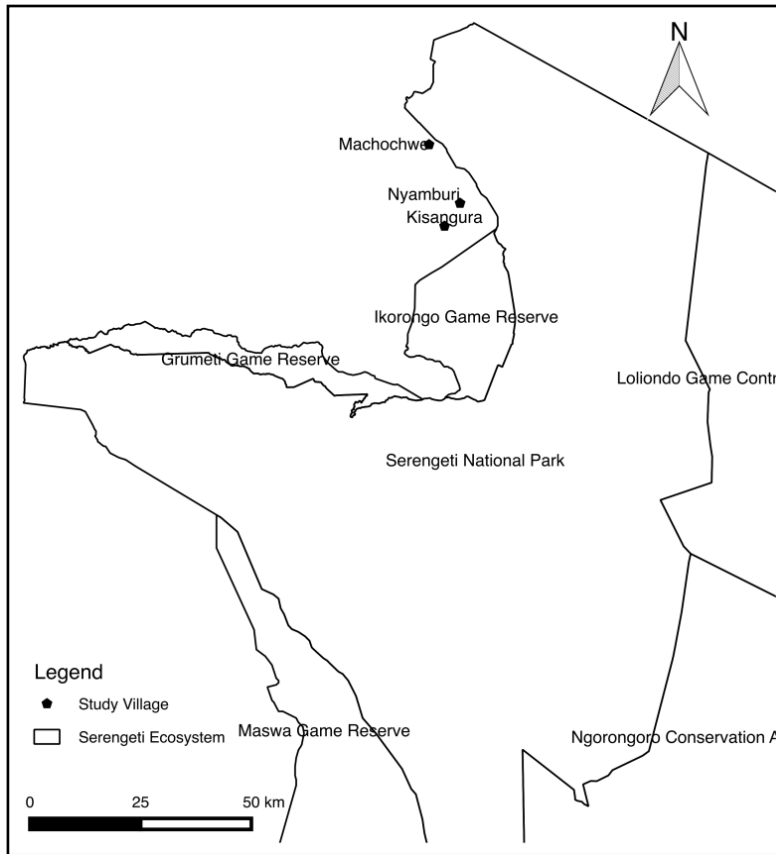 N
Machochwe
Nyamburi
Kisangura
Ikorongo Game Reserve
Grumeti Game Reserve
Loliondo Game Contr
Serengeti National Park
Legend
Study Village
Serengeti Ecosystem
Maswa Game Reserve
Ngorongoro Conservation A
0 25 50 km